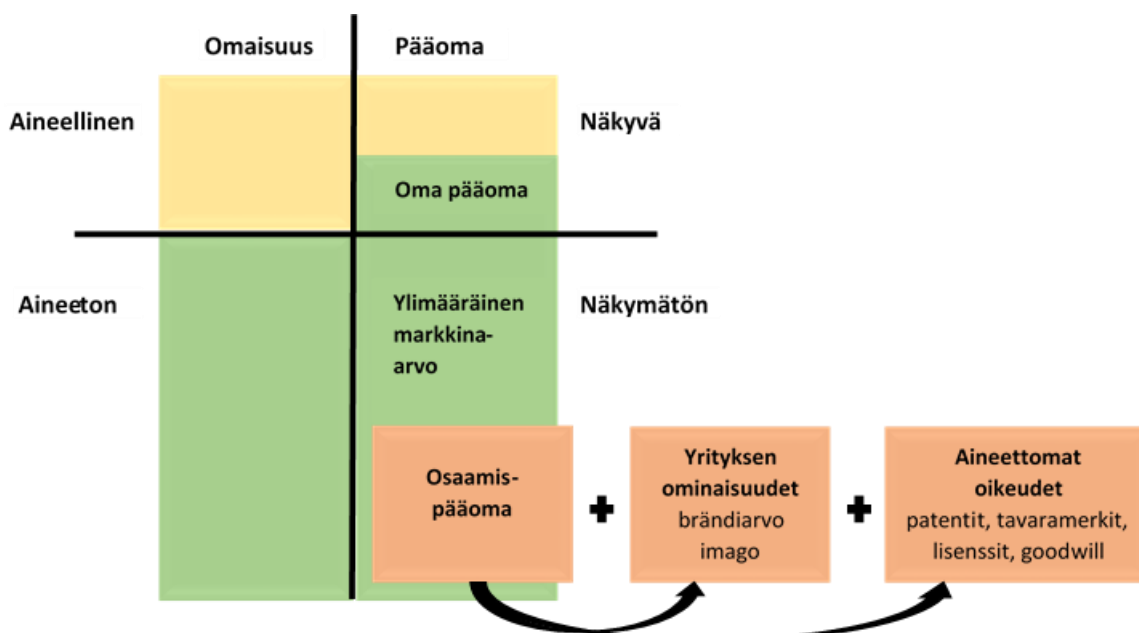 Omaisuus
Pääoma
Aineellinen
Näkyvä
Oma pääoma
Aineeton
Ylimääräinen
markkina-
arvo
Näkymätön
Osaamis-
pääoma
+
Yrityksen
ominaisuudet
brändiarvo
imago
+
Aineettomat
oikeudet
patentit, tavaramerkit,
lisenssit, goodwill